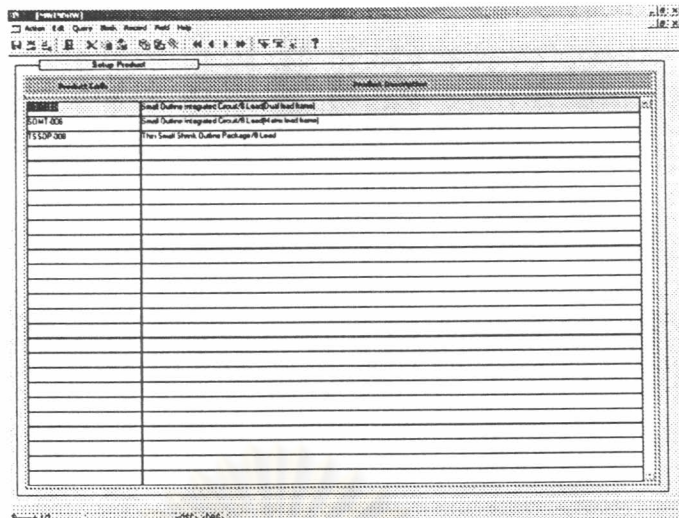 Action Edit Query Block Record Field Help
Setup Product
Product Code Product Description
Small Outline Integrated Circuit/8 Lead(Dual lead frame)
Small Outline Integrated Circuit/8 Lead(Matrix lead frame)
TSSOP-008 Thin Small Shrink Outline Package/8 Lead